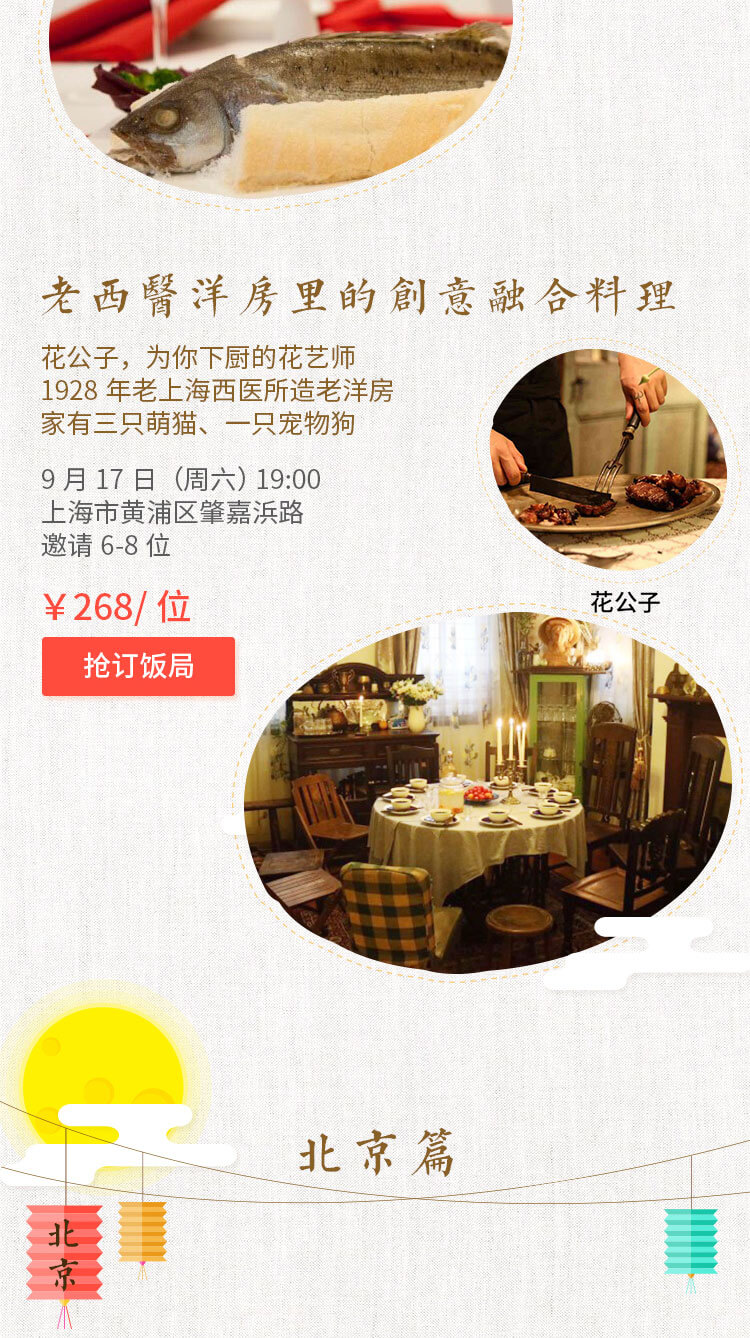 老西醫洋房里的創意融合料理
花公子，为你下厨的花艺师
1928 年老上海西医所造老洋房
家有三只萌猫、一只宠物狗
9 月 17 日（周六）19:00
上海市黄浦区肇嘉浜路
邀请 6-8 位
￥268/ 位
抢订饭局
花公子
北京篇
北京